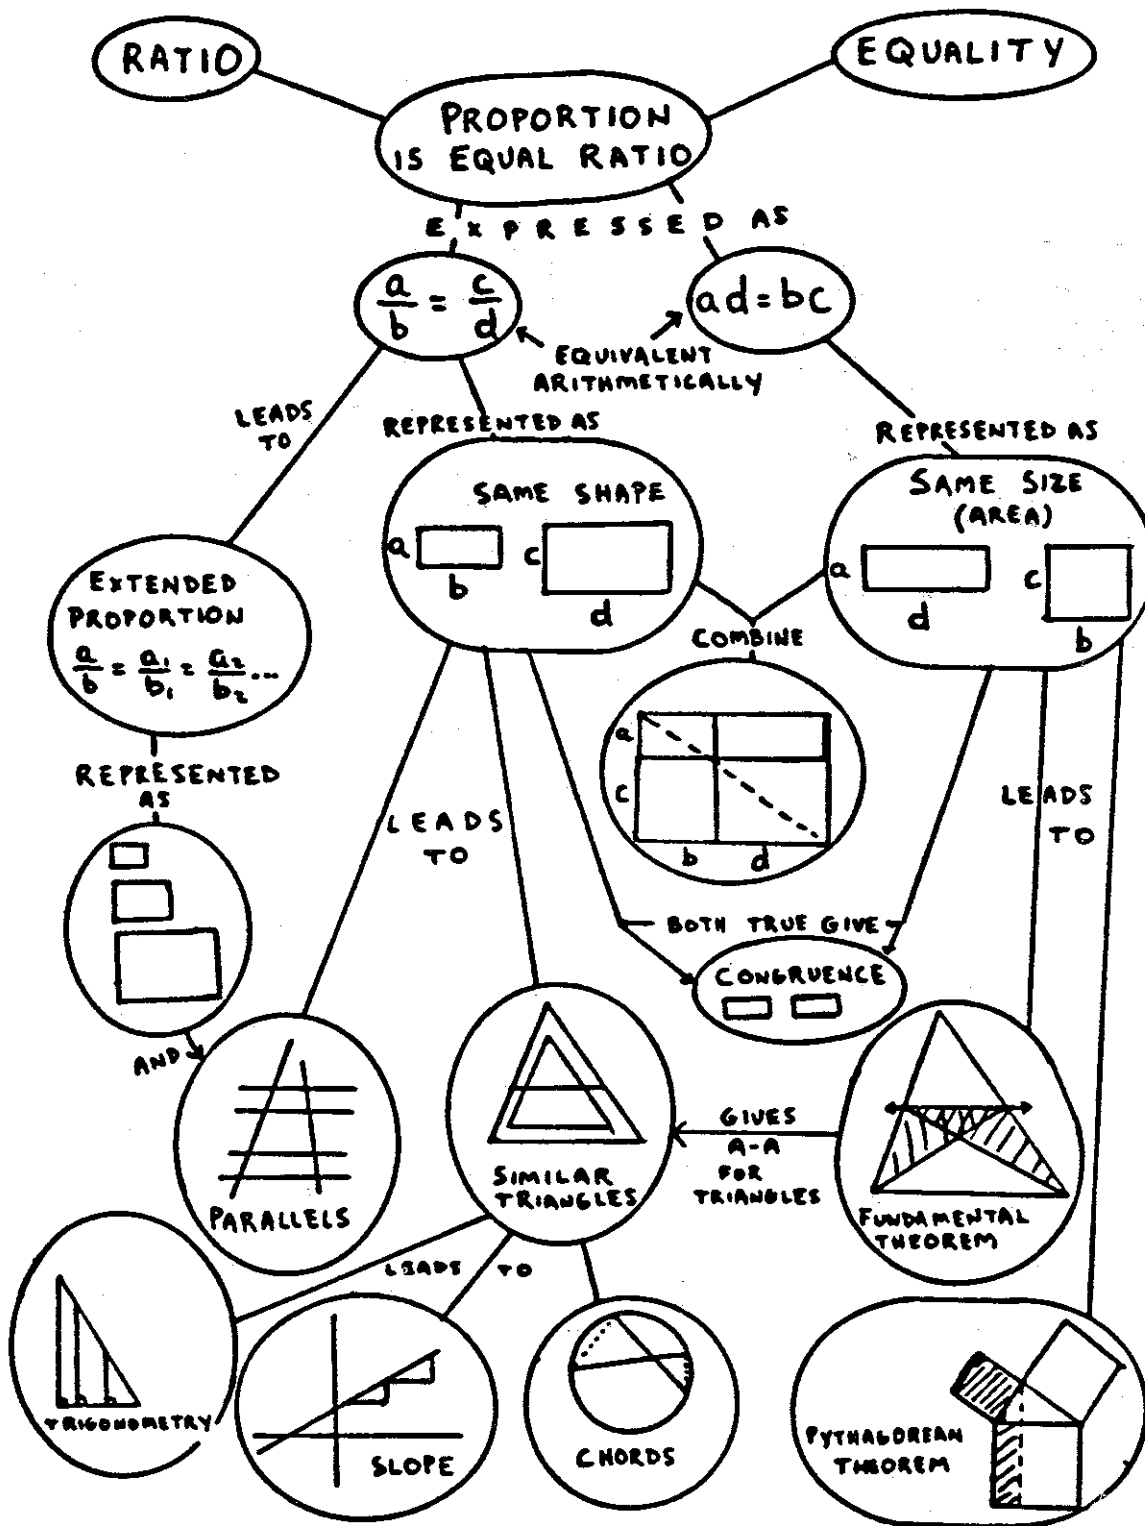 RATIO
EQUALITY
PROPORTION
IS EQUAL RATIO
EXPRESSED AS
a/b = c/d
ad=bc
EQUIVALENT
ARITHMETICALLY
LEADS
TO
REPRESENTED AS
REPRESENTED AS
SAME SHAPE
a
b
c
d
SAME SIZE
(AREA)
a
d
c
b
EXTENDED
PROPORTION
a/b = a₁/b₁ = a₂/b₂ ...
COMBINE
a
c
b
d
REPRESENTED
AS
LEADS
TO
LEADS
TO
BOTH TRUE GIVE
CONGRUENCE
AND
PARALLELS
SIMILAR
TRIANGLES
GIVES
A-A
FOR
TRIANGLES
FUNDAMENTAL
THEOREM
LEADS TO
TRIGONOMETRY
SLOPE
CHORDS
PYTHAGOREAN
THEOREM